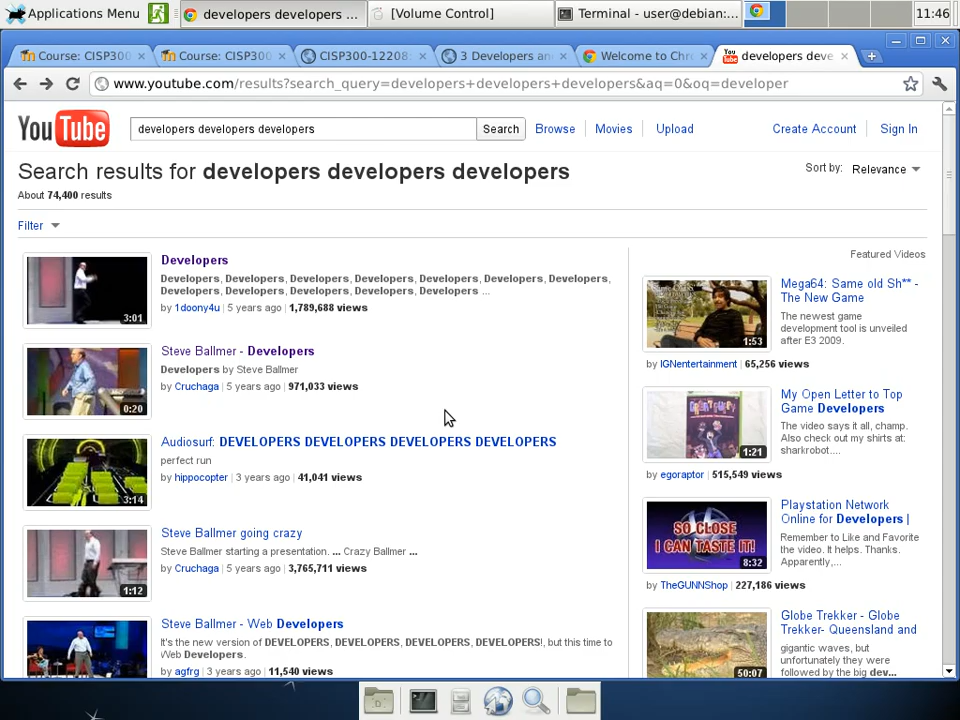 Applications Menu
developers developers ...
[Volume Control]
Terminal - user@debian:...
11:46
Course: CISP300
Course: CISP300
CISP300-12208
3 Developers an
Welcome to Chr
You Tube
developers deve
www.youtube.com/results?search_query=developers+developers+developers&aq=0&oq=developer
You Tube
developers developers developers
Search
Browse
Movies
Upload
Create Account
Sign In
Search results for developers developers developers
Sort by: Relevance
About 74,400 results
Filter
Developers
Developers, Developers, Developers, Developers, Developers, Developers, Developers,
Developers, Developers, Developers, Developers ...
by 1doony4u | 5 years ago | 1,789,688 views
3:01
Steve Ballmer - Developers
Developers by Steve Ballmer
by Cruchaga | 5 years ago | 971,033 views
0:20
Audiosurf: DEVELOPERS DEVELOPERS DEVELOPERS DEVELOPERS
perfect run
by hippocopter | 3 years ago | 41,041 views
3:14
Steve Ballmer going crazy
Steve Ballmer starting a presentation. ... Crazy Ballmer ...
by Cruchaga | 5 years ago | 3,765,711 views
1:12
Steve Ballmer - Web Developers
It's the new version of DEVELOPERS, DEVELOPERS, DEVELOPERS, DEVELOPERS!, but this time to
Web Developers.
by agfrg | 3 years ago | 11,540 views
Featured Videos
Mega64: Same old Sh** -
The New Game
The newest game
development tool is unveiled
after E3 2009.
1:53
by IGNentertainment | 65,256 views
My Open Letter to Top
Game Developers
The video says it all, champ.
Also check out my shirts at:
sharkrobot....
1:21
by egoraptor | 515,549 views
Playstation Network
Online for Developers |
Remember to Like and Favorite
the video. It helps. Thanks.
Apparently,...
SO CLOSE
I CAN TASTE IT!
8:32
by TheGUNNShop | 227,186 views
Globe Trekker - Globe
Trekker- Queensland and
gigantic waves, but
unfortunately they were
followed by the big dev...
50:07